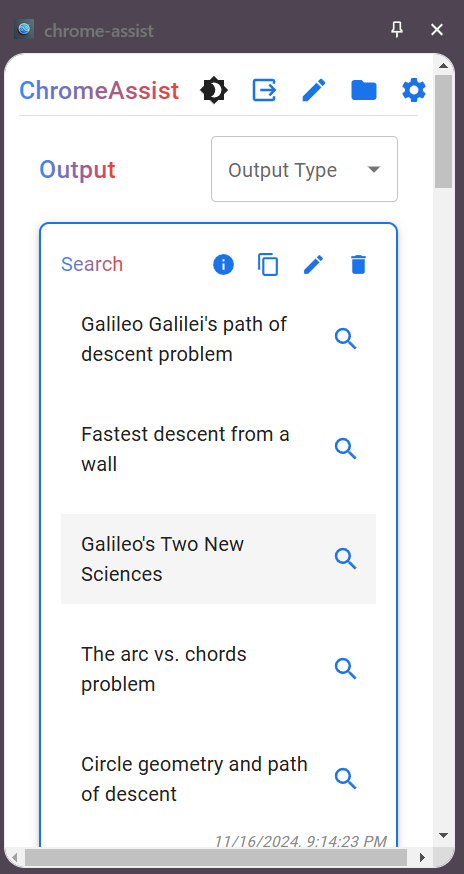 chrome-assist
ChromeAssist
Output
Output Type
Search
Galileo Galilei's path of
descent problem
Fastest descent from a
wall
Galileo's Two New
Sciences
The arc vs. chords
problem
Circle geometry and path
of descent
11/16/2024, 9:14:23 PM